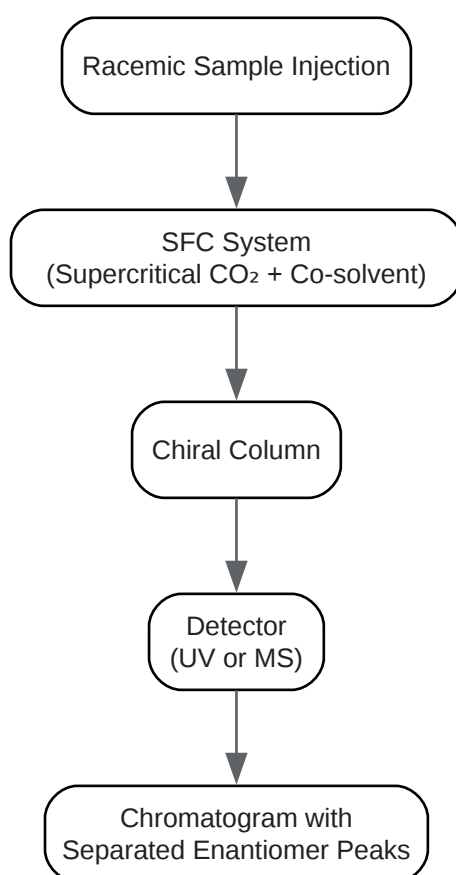 Racemic Sample Injection
SFC System
(Supercritical CO₂ + Co-solvent)
Chiral Column
Detector
(UV or MS)
Chromatogram with
Separated Enantiomer Peaks